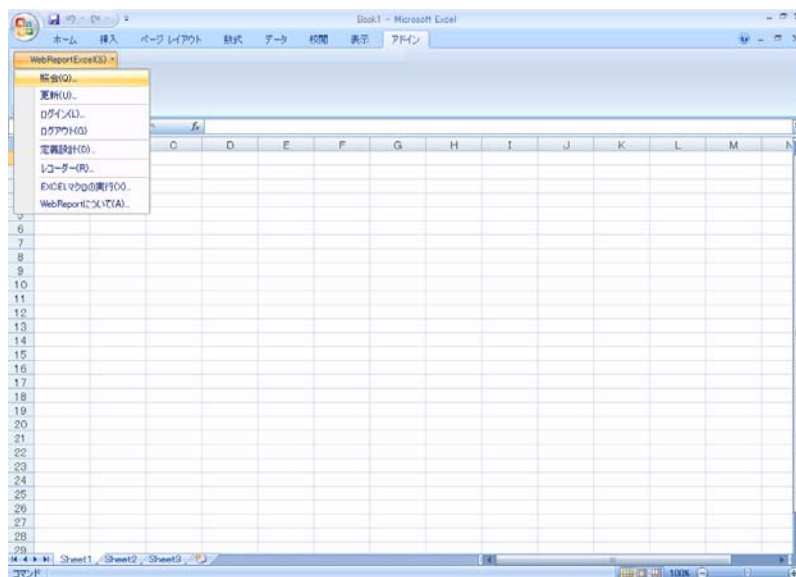 Book1 - Microsoft Excel
ホーム 挿入 ページ レイアウト 数式 データ 校閲 表示 アドイン
WebReportExcel(S)
照会(Q)...
更新(U)...
ログイン(L)...
ログアウト(G)
定義設計(D)...
レコーダー(R)...
EXCELマクロの実行(X)...
WebReportについて(A)...
fx
C D E F G H I J K L M N
5
6
7
8
9
10
11
12
13
14
15
16
17
18
19
20
21
22
23
24
25
26
27
28
29
Sheet1 Sheet2 Sheet3
コマンド 100%